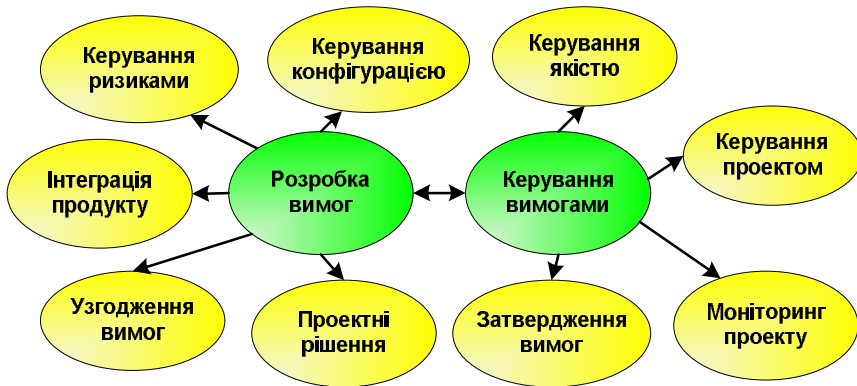 Керування
ризиками
Керування
конфігурацією
Керування
якістю
Керування
проектом
Інтеграція
продукту
Розробка
вимог
Керування
вимогами
Узгодження
вимог
Проектні
рішення
Затвердження
вимог
Моніторинг
проекту